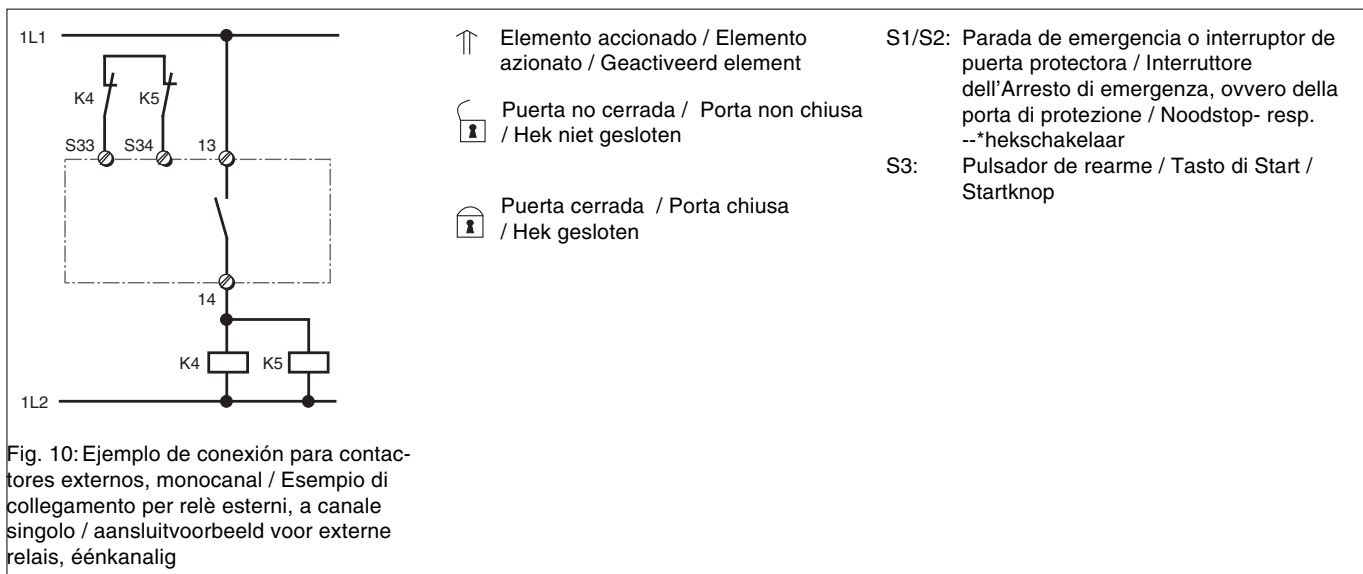 1L1
K4
K5
S33
S34
13
14
K4
K5
1L2
Fig. 10: Ejemplo de conexión para contac-
tores externos, monocanal / Esempio di
collegamento per relè esterni, a canale
singolo / aansluitvoorbeeld voor externe
relais, éénkanalig
Elemento accionado / Elemento
azionato / Geactiveerd element
Puerta no cerrada / Porta non chiusa
/ Hek niet gesloten
Puerta cerrada / Porta chiusa
/ Hek gesloten
S1/S2: Parada de emergencia o interruptor de
puerta protectora / Interruttore
dell'Arresto di emergenza, ovvero della
porta di protezione / Noodstop- resp.
--*hekschakelaar
S3: Pulsador de rearme / Tasto di Start /
Startknop